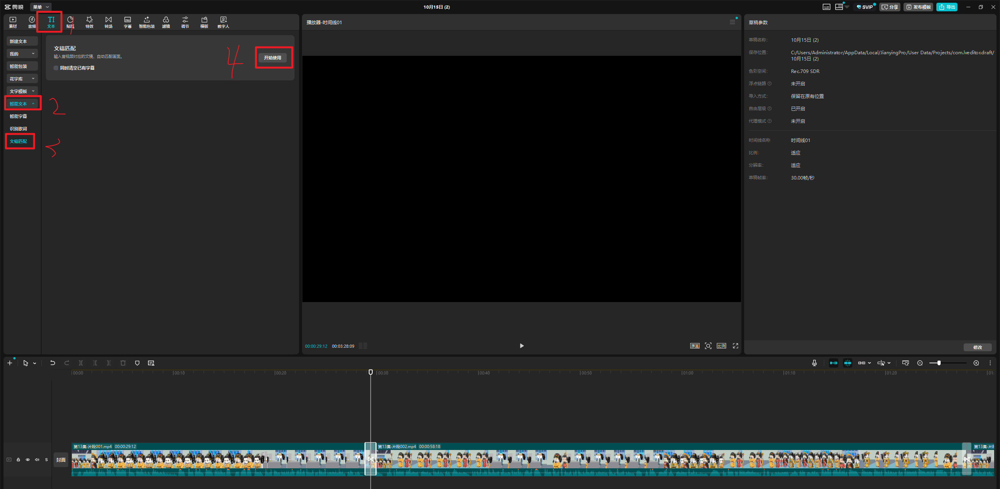 剪映
菜单
10月15日 (2)
SVIP
分享
发布模板
导出
素材
音频
文本
贴纸
特效
转场
字幕
智能包装
滤镜
调节
模板
数字人
1
新建文本
我的
智能包装
花字库
文字模板
智能文本
智能字幕
识别歌词
文稿匹配
2
3
文稿匹配
输入音视频对应的文稿，自动匹配画面。
同时清空已有字幕
4
开始使用
播放器-时间线01
00:00:29:12
00:03:28:09
原画
比例
草稿参数
草稿名称：
10月15日 (2)
保存位置：
C:/Users/Administrator/AppData/Local/JianyingPro/User Data/Projects/com.lveditor.draft/
10月15日 (2)
色彩空间：
Rec.709 SDR
浮点链路
未开启
导入方式：
保留在原有位置
自由层级
已开启
代理模式
未开启
时间线名称
时间线01
比例：
适应
分辨率：
适应
草稿帧率：
30.00帧/秒
修改
00:00
00:10
00:20
00:30
00:40
00:50
01:00
01:10
01:20
01:
S
封面
第13集-片段001.mp4 00:00:29:12
第13集-片段002.mp4 00:00:58:18
第13集-片段